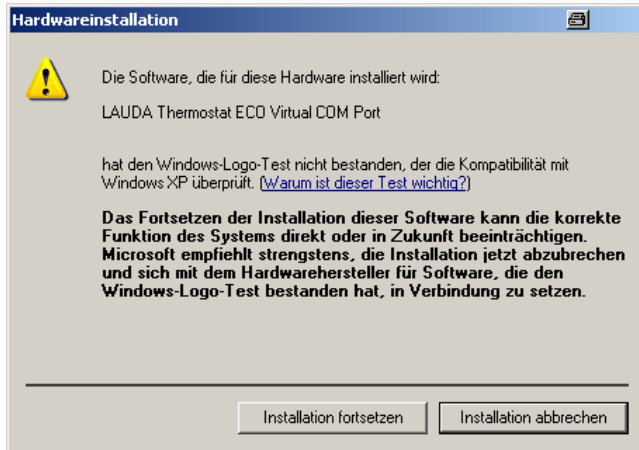 Hardwareinstallation
Die Software, die für diese Hardware installiert wird:
LAUDA Thermostat ECO Virtual COM Port
hat den Windows-Logo-Test nicht bestanden, der die Kompatibilität mit
Windows XP überprüft. (Warum ist dieser Test wichtig?)
Das Fortsetzen der Installation dieser Software kann die korrekte
Funktion des Systems direkt oder in Zukunft beeinträchtigen.
Microsoft empfiehlt strengstens, die Installation jetzt abzubrechen
und sich mit dem Hardwarehersteller für Software, die den
Windows-Logo-Test bestanden hat, in Verbindung zu setzen.
Installation fortsetzen
Installation abbrechen